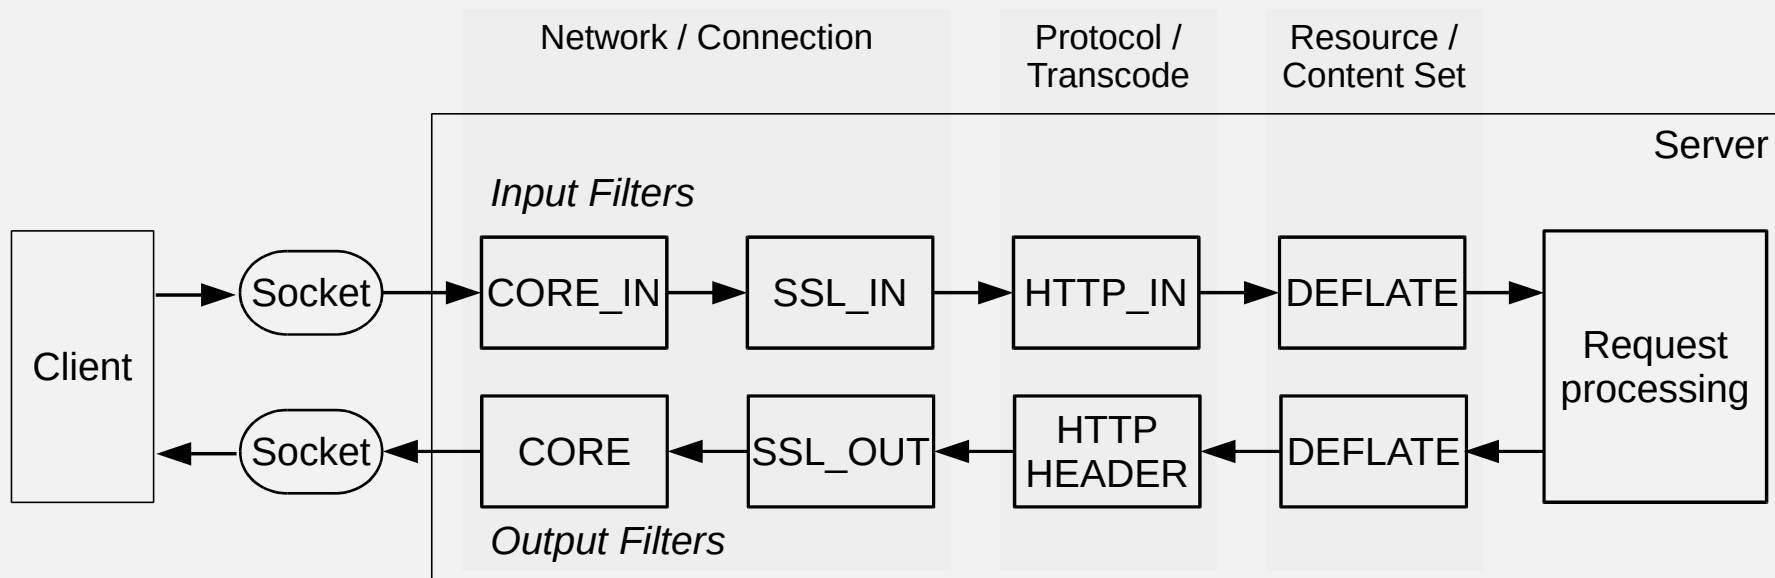 Network / Connection
Protocol /
Transcode
Resource /
Content Set
Server
Input Filters
Client
Socket
CORE_IN
SSL_IN
HTTP_IN
DEFLATE
Request
processing
Socket
CORE
SSL_OUT
HTTP
HEADER
DEFLATE
Output Filters